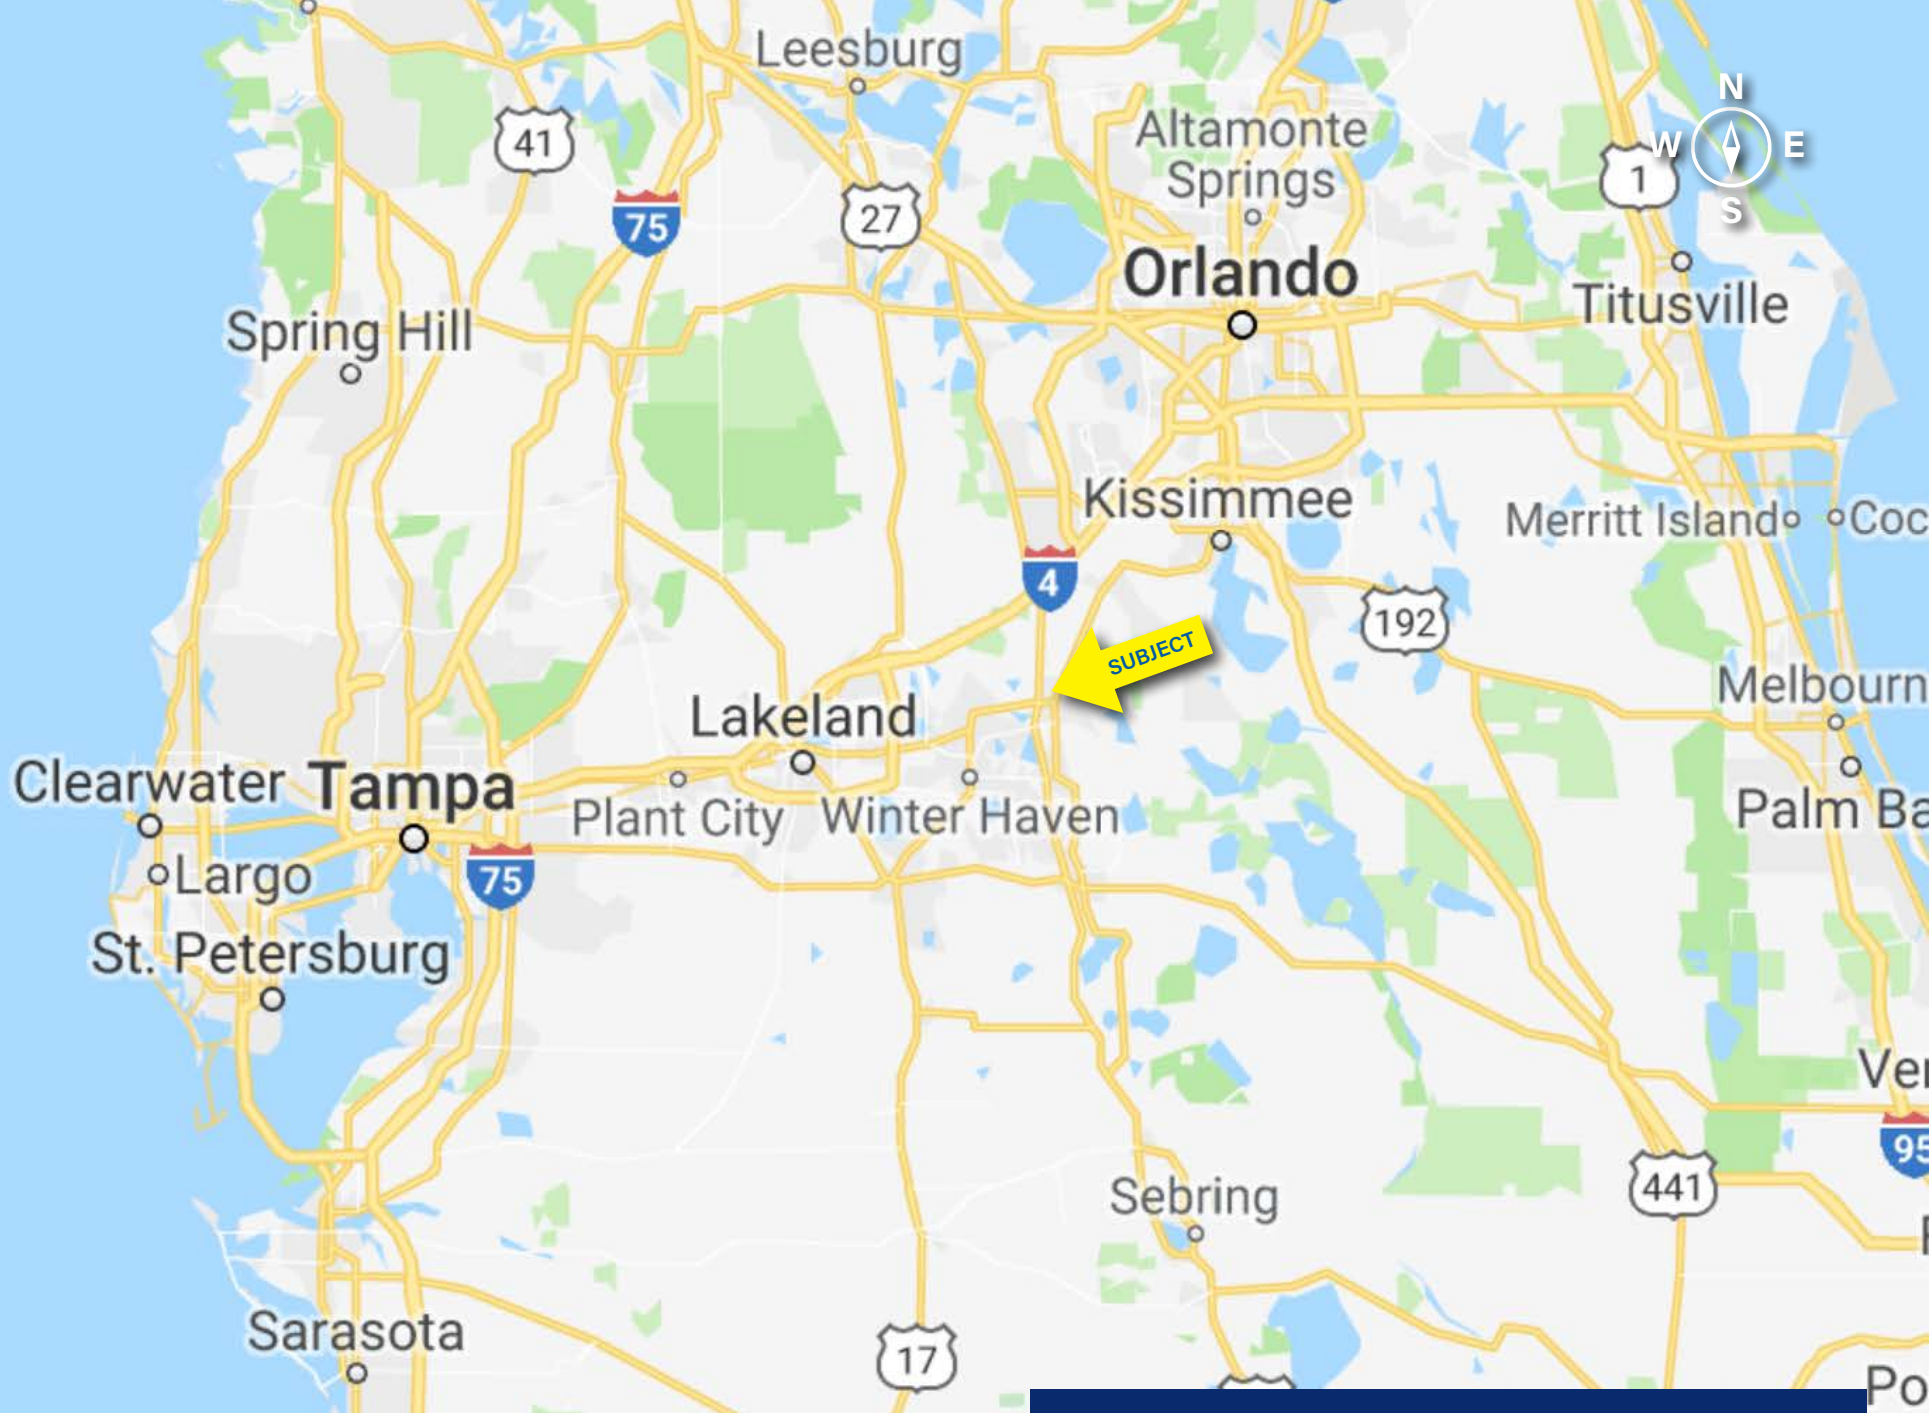 Leesburg
N
Altamonte
Springs
41
W
E
1
75
27
S
Orlando
Titusville
Spring Hill
Kissimmee
Merritt Island
Coc
4
192
SUBJECT
Melbourn
Lakeland
Clearwater
Tampa
Plant City
Winter Haven
Palm Ba
Largo
75
St. Petersburg
Ver
95
441
Sebring
Sarasota
17
Po